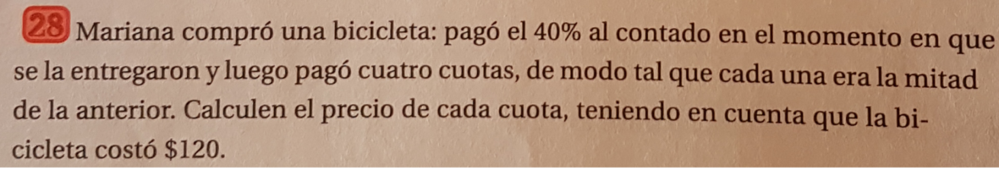 28 Mariana compró una bicicleta: pagó el 40% al contado en el momento en que
se la entregaron y luego pagó cuatro cuotas, de modo tal que cada una era la mitad
de la anterior. Calculen el precio de cada cuota, teniendo en cuenta que la bi-
cicleta costó $120.